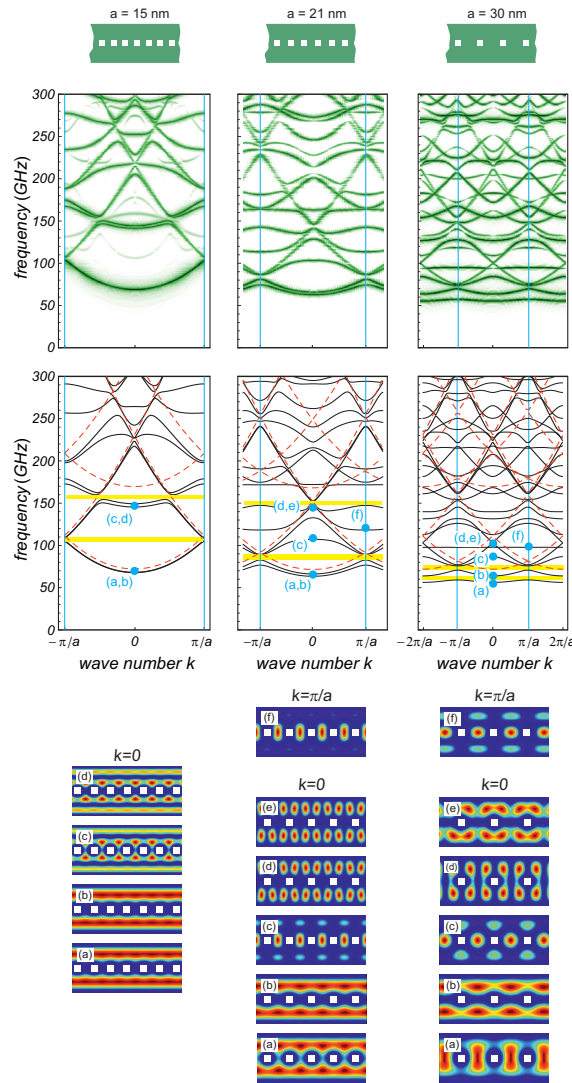 a = 15 nm
a = 21 nm
a = 30 nm
frequency (GHz)
300
250
200
150
100
50
0
frequency (GHz)
300
250
200
150
100
50
0
(c,d)
(a,b)
(d,e)
(f)
(c)
(a,b)
(d,e)
(f)
(c)
(b)
(a)
−π/a 0 π/a
−π/a 0 π/a
−2π/a −π/a 0 π/a 2π/a
wave number k
wave number k
wave number k
k=0
(d)
(c)
(b)
(a)
k=π/a
(f)
k=0
(e)
(d)
(c)
(b)
(a)
k=π/a
(f)
k=0
(e)
(d)
(c)
(b)
(a)